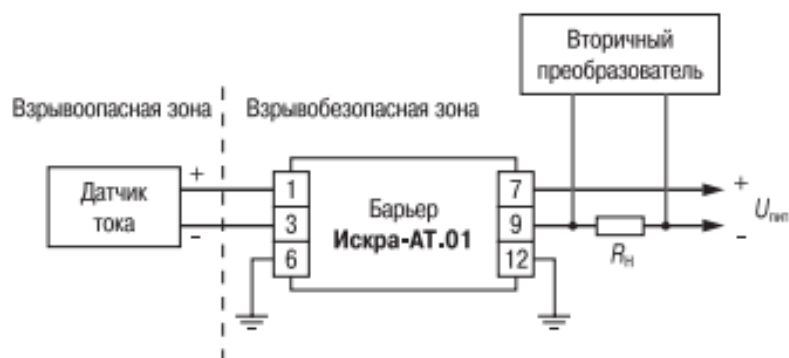 Вторичный
преобразователь
Взрывоопасная зона
Взрывобезопасная зона
Датчик
тока
+
–
1
3
6
Барьер
Искра-АТ.01
7
9
12
Rн
+
–
Uпит